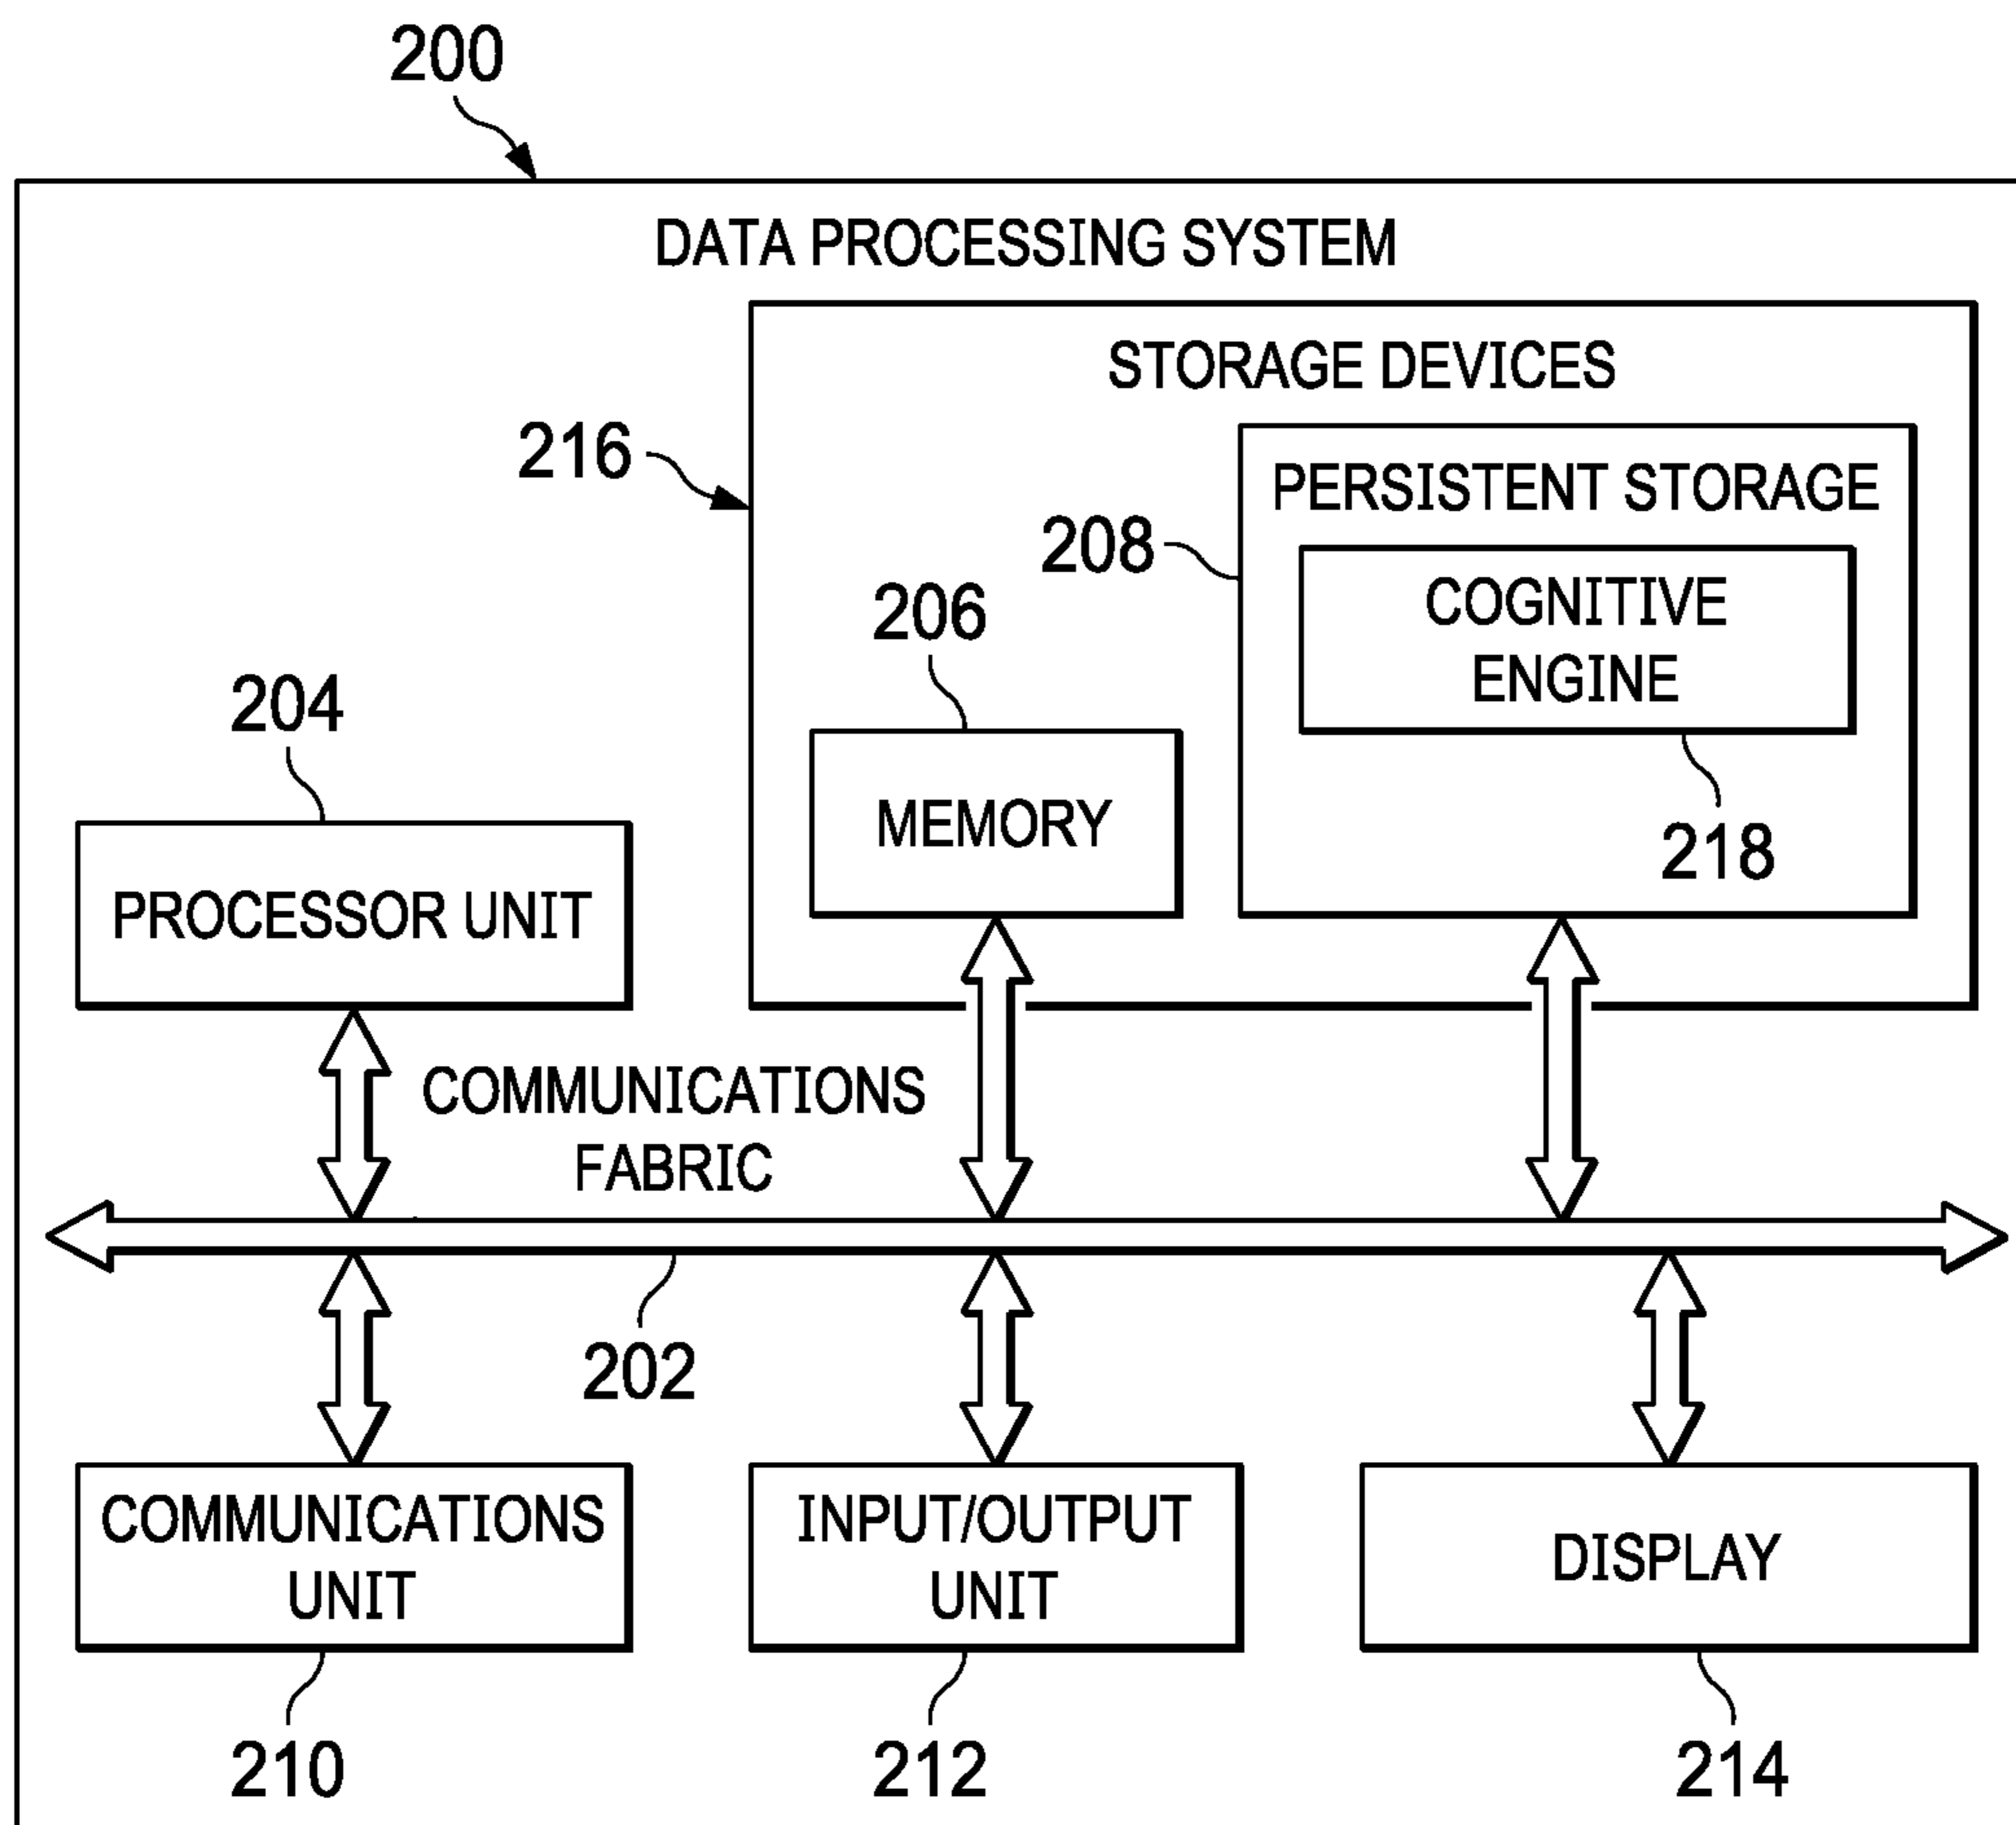 200
DATA PROCESSING SYSTEM
STORAGE DEVICES
216
PERSISTENT STORAGE
208
COGNITIVE
ENGINE
206
204
MEMORY
218
PROCESSOR UNIT
COMMUNICATIONS
FABRIC
202
COMMUNICATIONS
UNIT
INPUT/OUTPUT
UNIT
DISPLAY
210
212
214